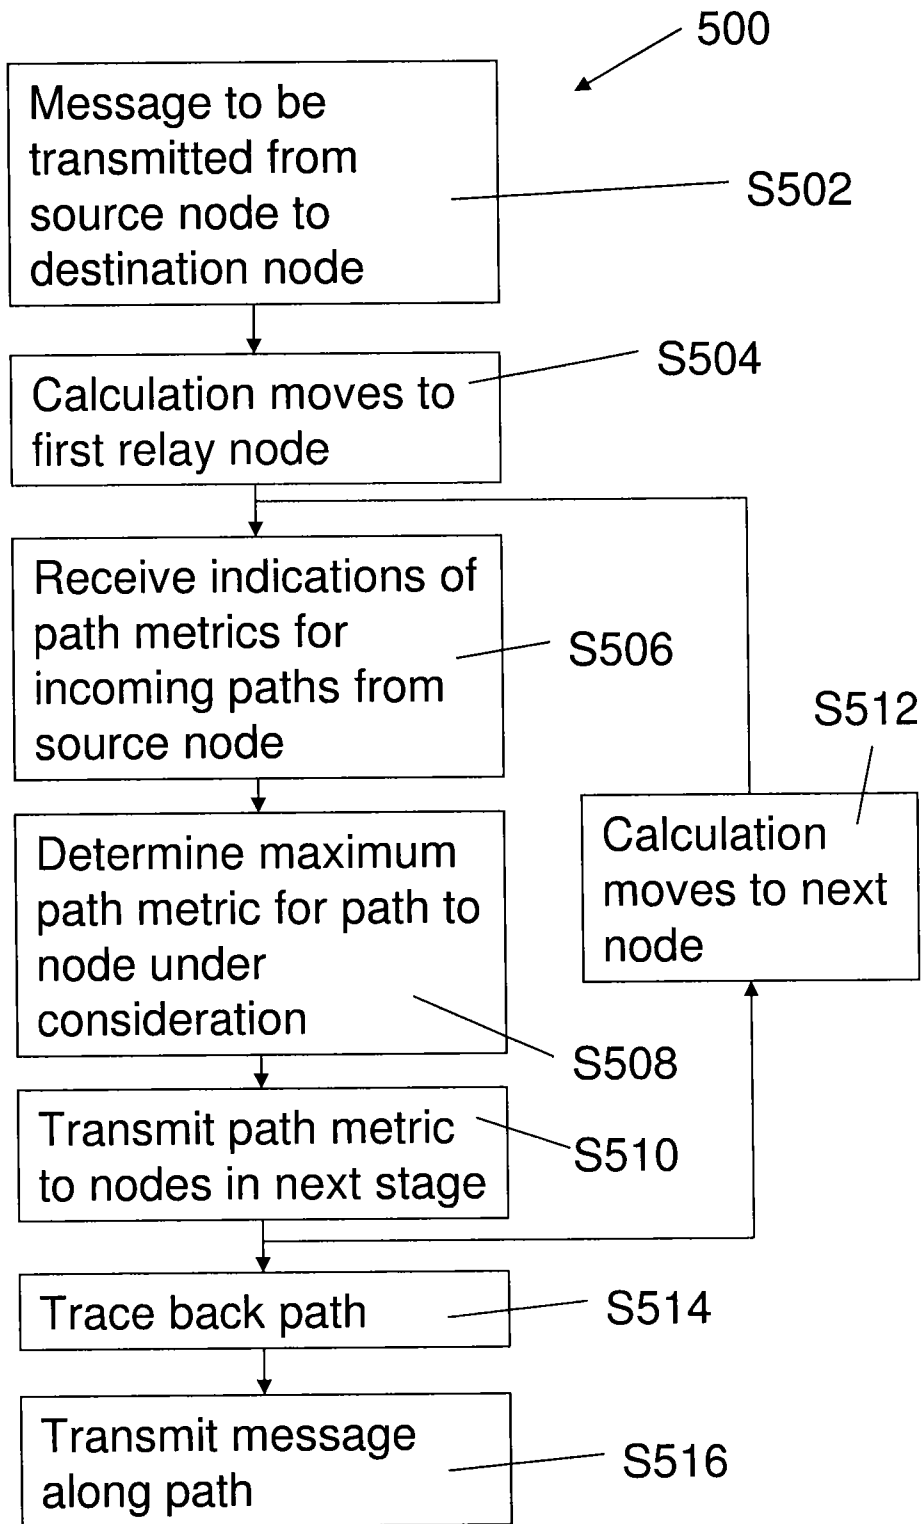 500
Message to be
transmitted from
source node to
destination node
S502
Calculation moves to
first relay node
S504
Receive indications of
path metrics for
incoming paths from
source node
S506
S512
Calculation
moves to next
node
Determine maximum
path metric for path to
node under
consideration
S508
Transmit path metric
to nodes in next stage
S510
Trace back path
S514
Transmit message
along path
S516